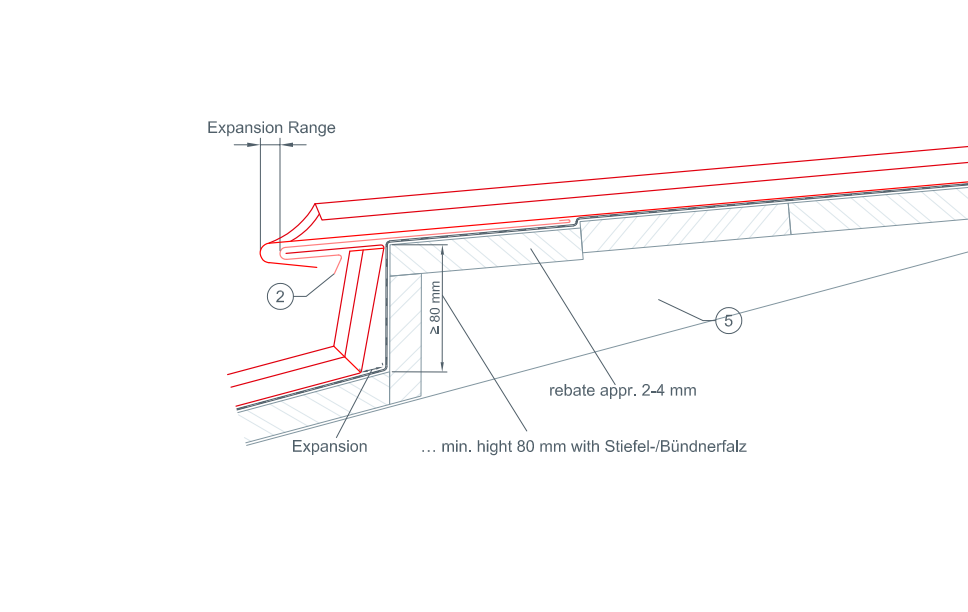 Expansion Range
2
≥ 80 mm
5
rebate appr. 2-4 mm
Expansion
… min. hight 80 mm with Stiefel-/Bündnerfalz